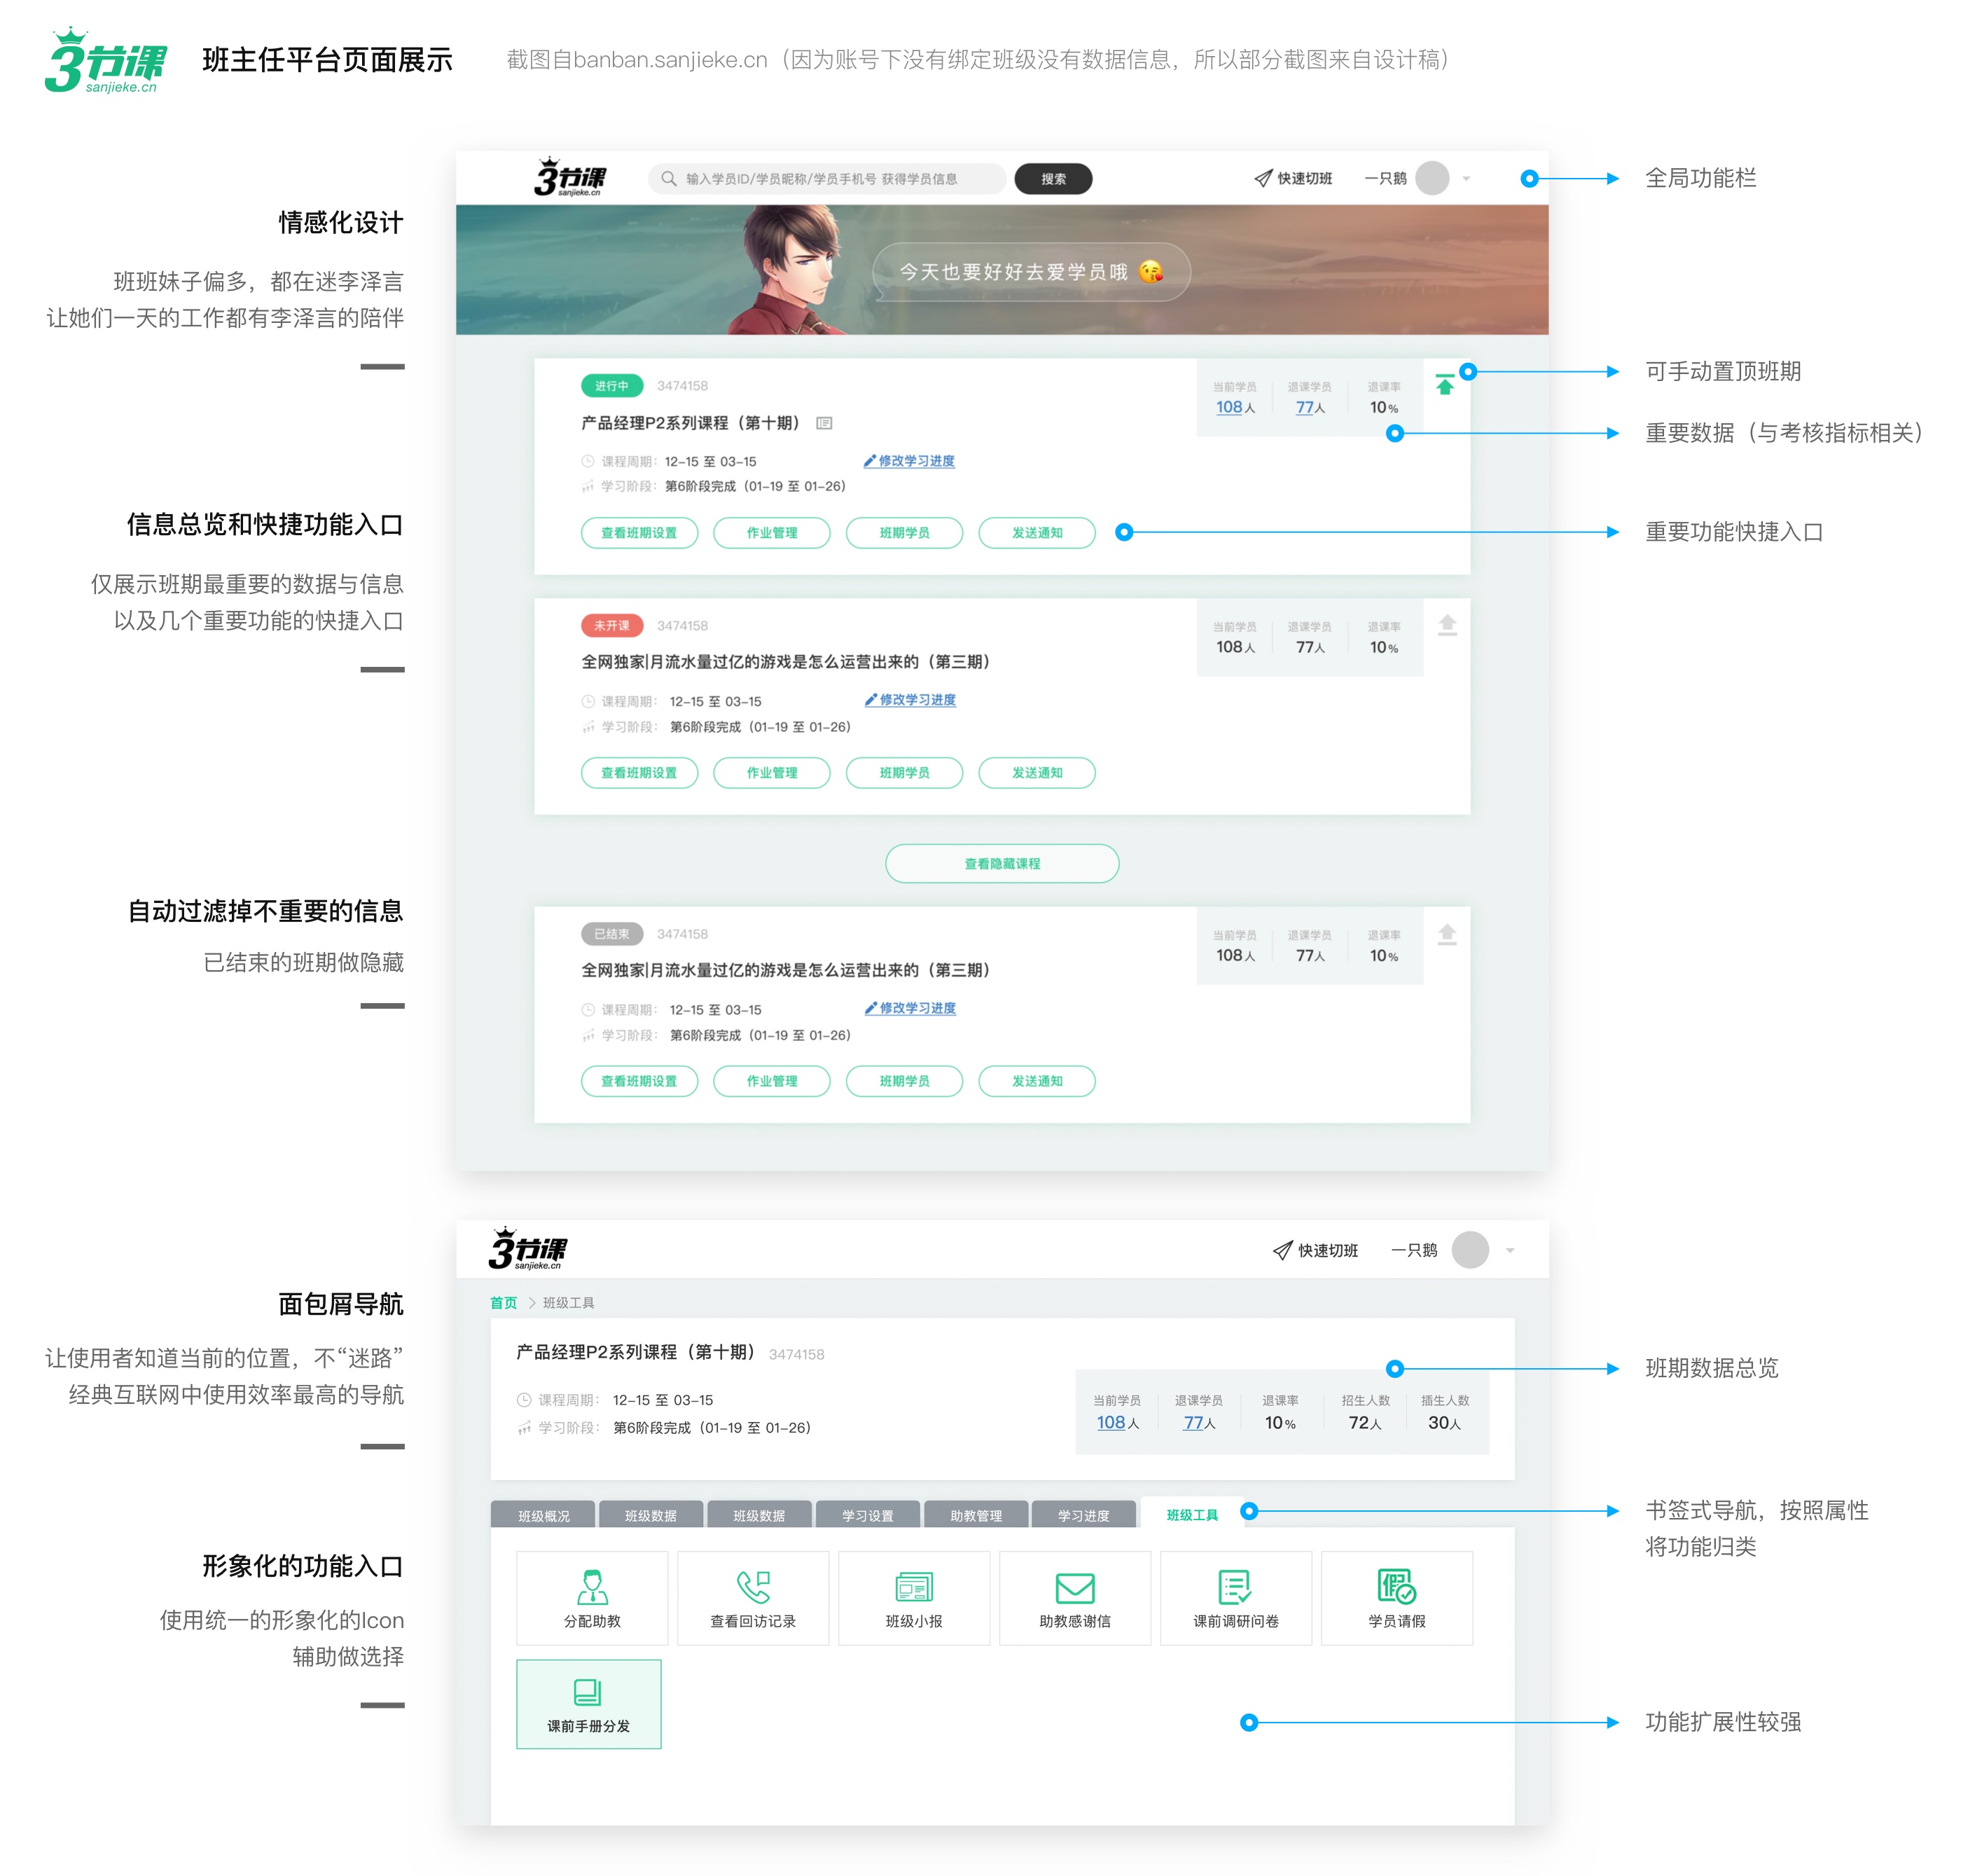 3节课
sanjieke.cn
班主任平台页面展示
截图自banban.sanjieke.cn（因为账号下没有绑定班级没有数据信息，所以部分截图来自设计稿）
3节课
sanjieke.cn
输入学员ID/学员昵称/学员手机号 获得学员信息
搜索
快速切班
一只鹅
全局功能栏
情感化设计
班班妹子偏多，都在迷李泽言
让她们一天的工作都有李泽言的陪伴
今天也要好好去爱学员哦 😘
进行中
3474158
当前学员 退课学员 退课率
108人 77人 10%
产品经理P2系列课程（第十期）
课程周期： 12-15 至 03-15
修改学习进度
学习阶段： 第6阶段完成（01-19 至 01-26）
查看班期设置 作业管理 班期学员 发送通知
可手动置顶班期
重要数据（与考核指标相关）
重要功能快捷入口
信息总览和快捷功能入口
仅展示班期最重要的数据与信息
以及几个重要功能的快捷入口
未开课
3474158
当前学员 退课学员 退课率
108人 77人 10%
全网独家|月流水量过亿的游戏是怎么运营出来的（第三期）
课程周期： 12-15 至 03-15
修改学习进度
学习阶段： 第6阶段完成（01-19 至 01-26）
查看班期设置 作业管理 班期学员 发送通知
查看隐藏课程
自动过滤掉不重要的信息
已结束的班期做隐藏
已结束
3474158
当前学员 退课学员 退课率
108人 77人 10%
全网独家|月流水量过亿的游戏是怎么运营出来的（第三期）
课程周期： 12-15 至 03-15
修改学习进度
学习阶段： 第6阶段完成（01-19 至 01-26）
查看班期设置 作业管理 班期学员 发送通知
3节课
sanjieke.cn
快速切班
一只鹅
面包屑导航
让使用者知道当前的位置，不“迷路”
经典互联网中使用效率最高的导航
首页 > 班级工具
产品经理P2系列课程（第十期） 3474158
课程周期： 12-15 至 03-15
学习阶段： 第6阶段完成（01-19 至 01-26）
当前学员 退课学员 退课率 招生人数 插生人数
108人 77人 10% 72人 30人
班期数据总览
班级概况 班级数据 班级数据 学习设置 助教管理 学习进度 班级工具
书签式导航，按照属性
将功能归类
形象化的功能入口
使用统一的形象化的Icon
辅助做选择
假
分配助教 查看回访记录 班级小报 助教感谢信 课前调研问卷 学员请假
课前手册分发
功能扩展性较强